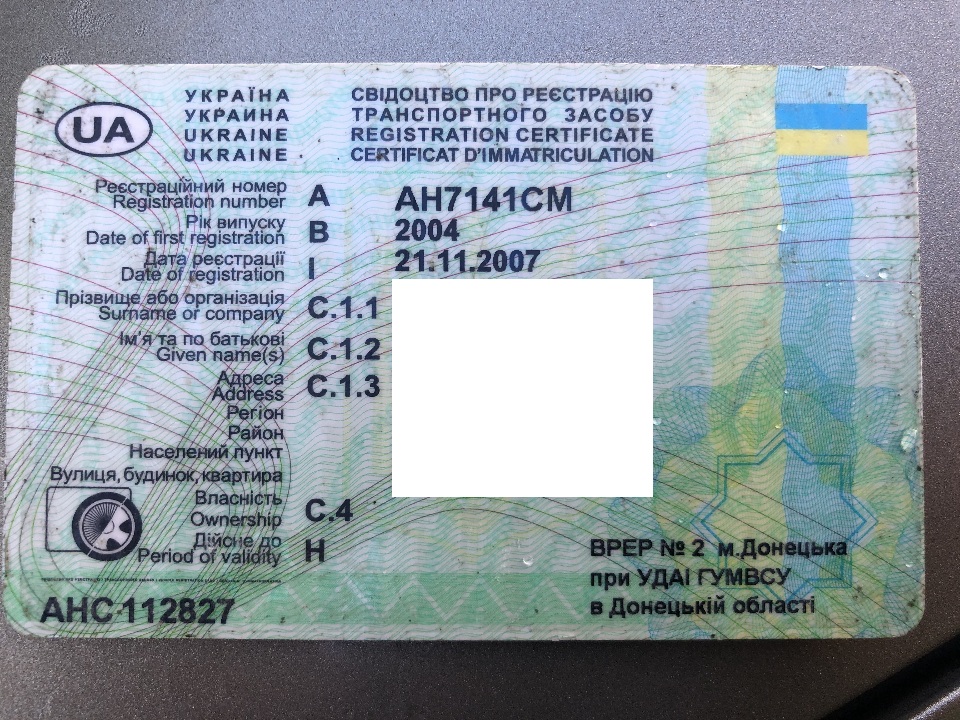 UA
УКРАЇНА
УКРАИНА
UKRAINE
UKRAINE
СВІДОЦТВО ПРО РЕЄСТРАЦІЮ
ТРАНСПОРТНОГО ЗАСОБУ
REGISTRATION CERTIFICATE
CERTIFICAT D'IMMATRICULATION
Реєстраційний номер
Registration number A АН7141СМ
Рік випуску
Date of first registration B 2004
Дата реєстрації
Date of registration I 21.11.2007
Прізвище або організація
Surname or company C.1.1
Ім'я та по батькові
Given name(s) C.1.2
Адреса
Address C.1.3
Регіон
Район
Населений пункт
Вулиця, будинок, квартира
Власність
Ownership C.4
Дійсне до
Period of validity H
ВРЕР № 2 м.Донецька
при УДАІ ГУМВСУ
в Донецькій області
АНС 112827